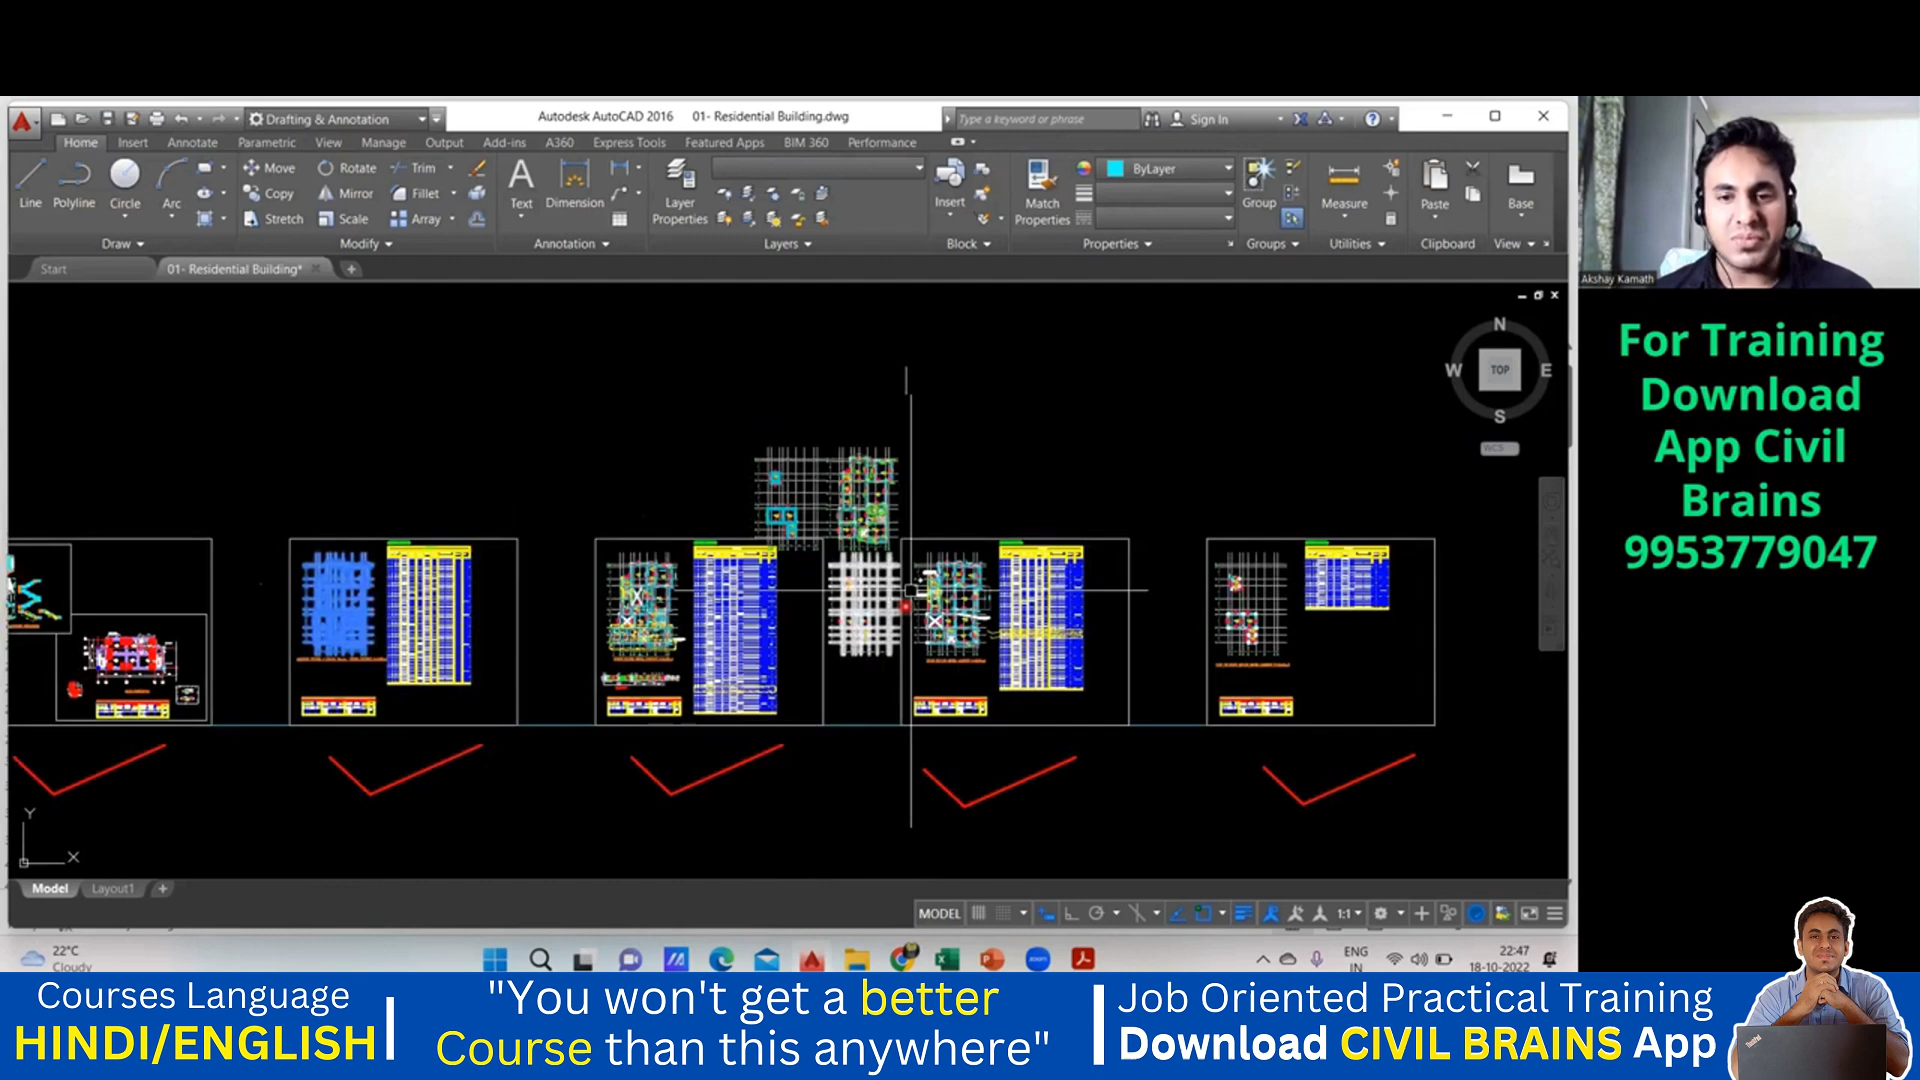 Drafting & Annotation
Autodesk AutoCAD 2016
01- Residential Building.dwg
Type a keyword or phrase
Sign In
Home
Insert
Annotate
Parametric
View
Manage
Output
Add-ins
A360
Express Tools
Featured Apps
BIM 360
Performance
Line
Polyline
Circle
Arc
Move
Rotate
Trim
Copy
Mirror
Fillet
Stretch
Scale
Array
Text
Dimension
Layer
Properties
Insert
Match
Properties
ByLayer
Group
Measure
Paste
Base
Draw
Modify
Annotation
Layers
Block
Properties
Groups
Utilities
Clipboard
View
Start
01- Residential Building*
N
W
TOP
E
S
WCS
Y
X
Model
Layout1
MODEL
1:1
22°C
Cloudy
zoom
ENG
IN
22:47
18-10-2022
Akshay Kamath
For Training
Download
App Civil
Brains
9953779047
Courses Language
HINDI/ENGLISH
"You won't get a better
Course than this anywhere"
Job Oriented Practical Training
Download CIVIL BRAINS App
ThinkPad